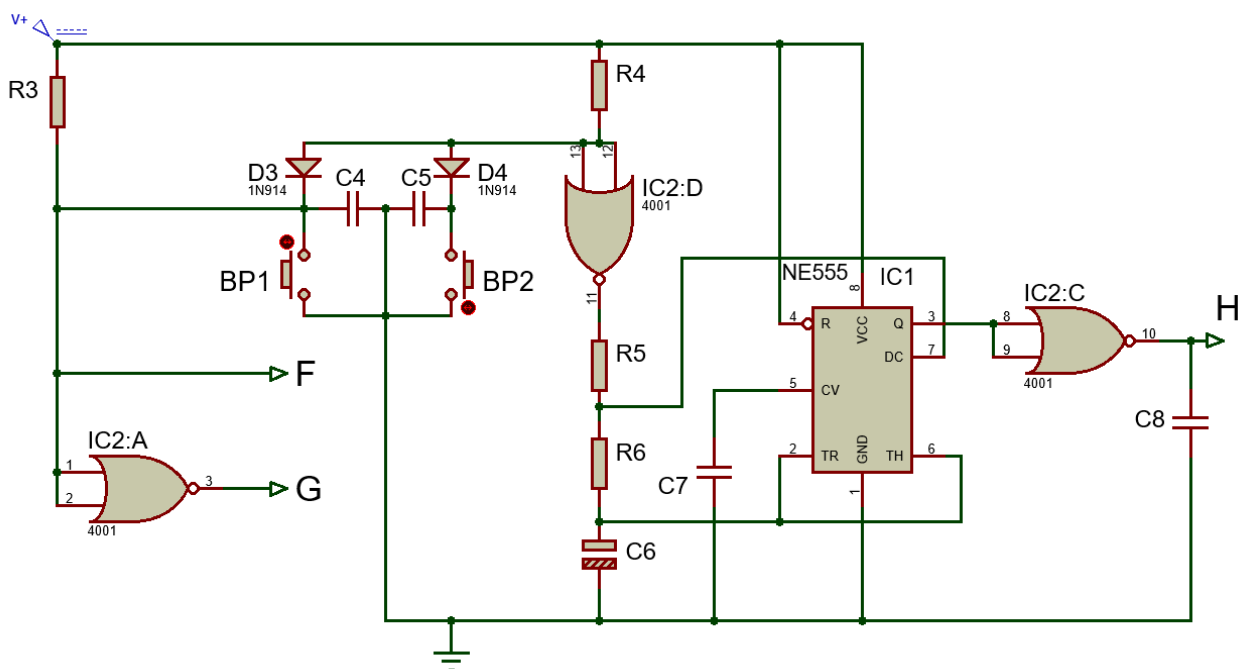 V+
R3
R4
D3
1N914
C4
C5
D4
1N914
13
12
IC2:D
4001
BP1
BP2
11
NE555
IC1
8
VCC
4
R
Q
3
DC
7
5
CV
2
TR
GND
1
TH
6
IC2:C
8
9
10
4001
H
R5
R6
C7
C8
C6
F
IC2:A
1
2
3
4001
G